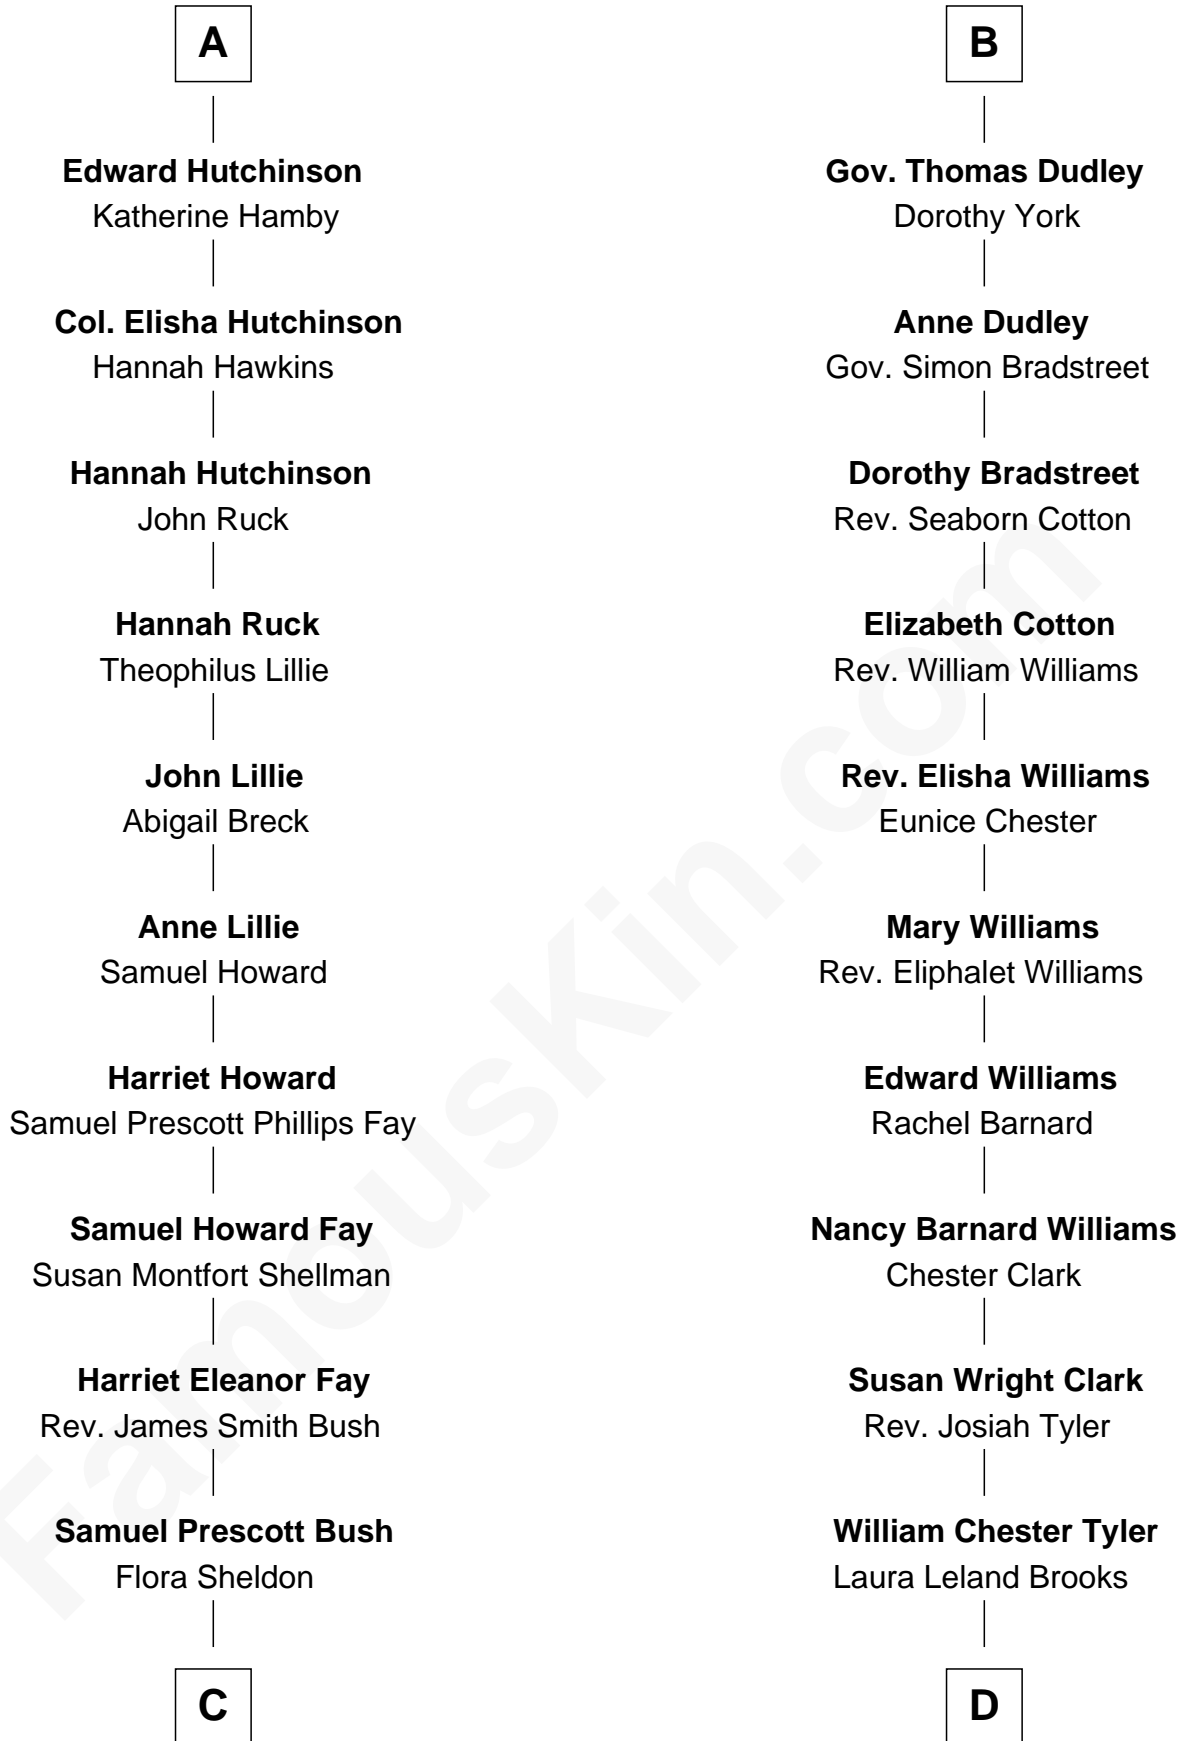 A
Edward Hutchinson
Katherine Hamby
Col. Elisha Hutchinson
Hannah Hawkins
Hannah Hutchinson
John Ruck
Hannah Ruck
Theophilus Lillie
John Lillie
Abigail Breck
Anne Lillie
Samuel Howard
Harriet Howard
Samuel Prescott Phillips Fay
Samuel Howard Fay
Susan Montfort Shellman
Harriet Eleanor Fay
Rev. James Smith Bush
Samuel Prescott Bush
Flora Sheldon
C
B
Gov. Thomas Dudley
Dorothy York
Anne Dudley
Gov. Simon Bradstreet
Dorothy Bradstreet
Rev. Seaborn Cotton
Elizabeth Cotton
Rev. William Williams
Rev. Elisha Williams
Eunice Chester
Mary Williams
Rev. Eliphalet Williams
Edward Williams
Rachel Barnard
Nancy Barnard Williams
Chester Clark
Susan Wright Clark
Rev. Josiah Tyler
William Chester Tyler
Laura Leland Brooks
D
FamousKin.com